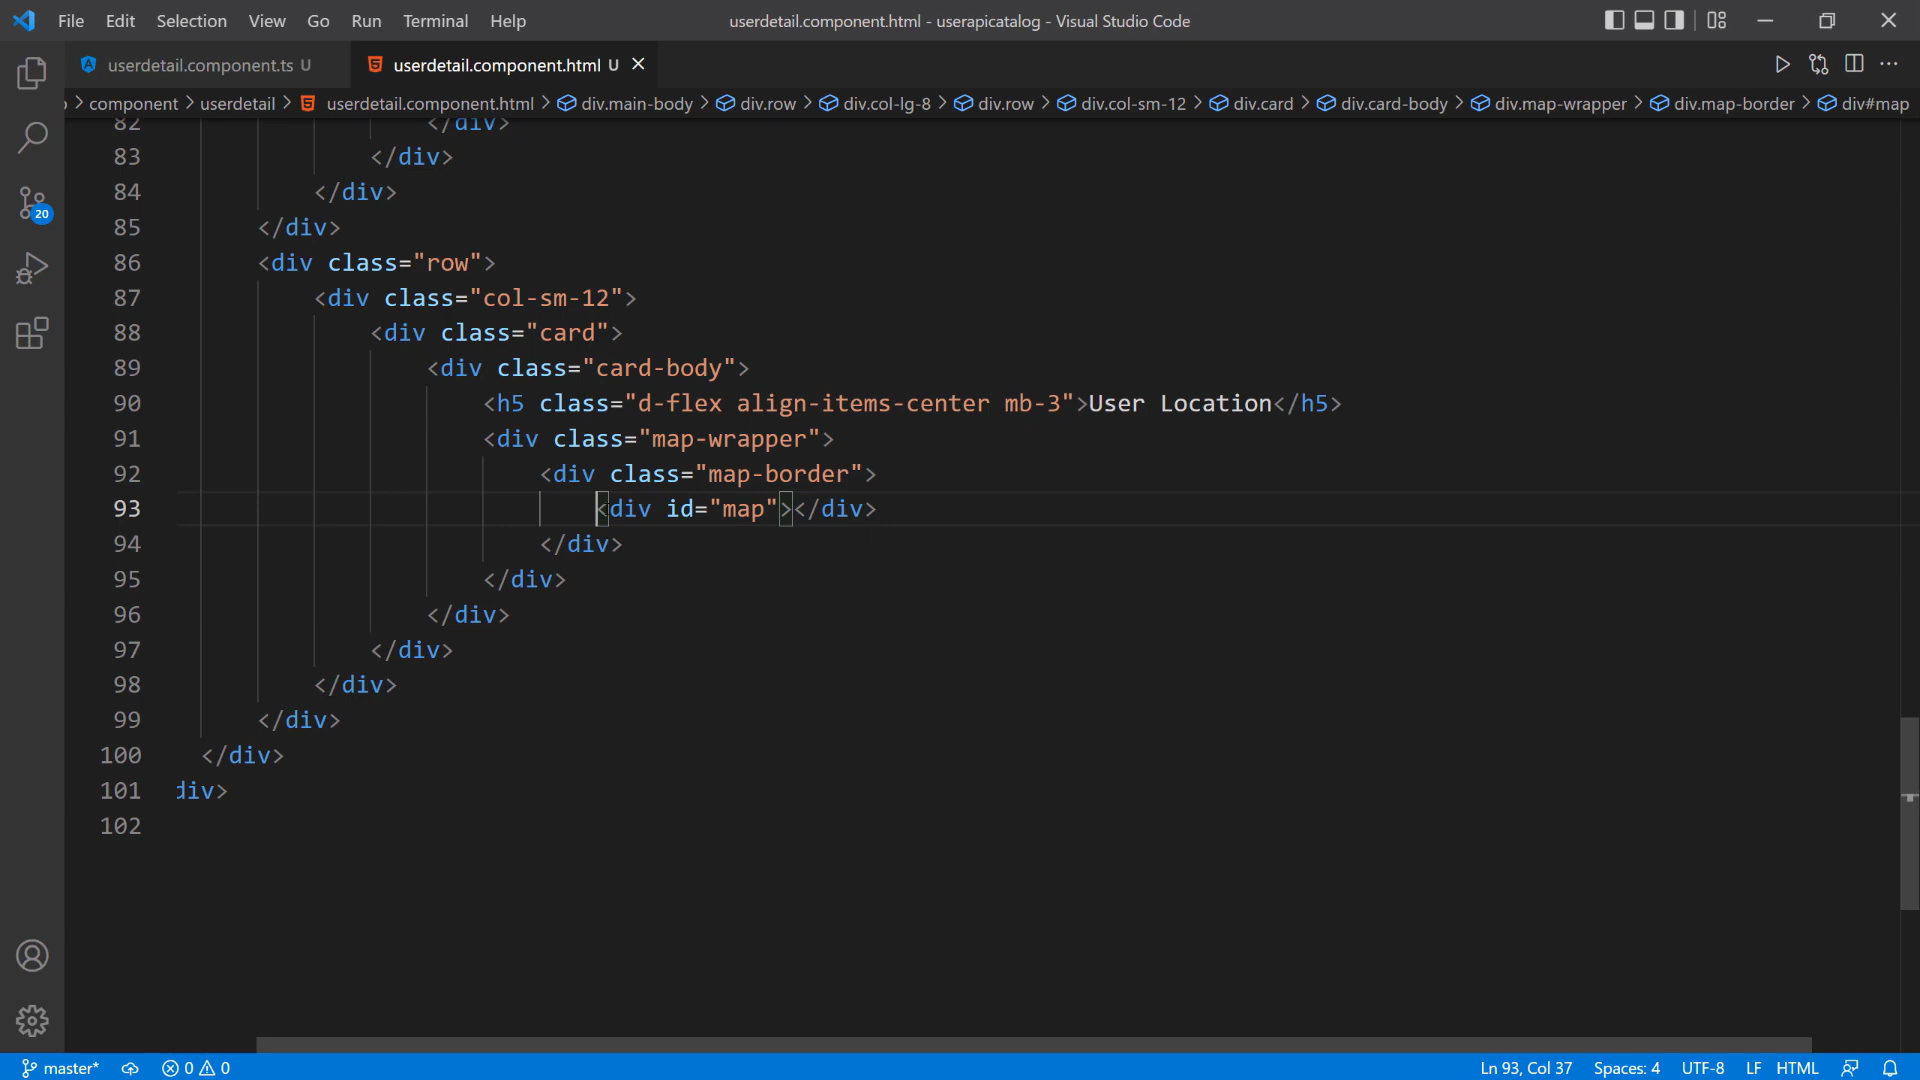 File Edit Selection View Go Run Terminal Help userdetail.component.html - userapicatalog - Visual Studio Code
userdetail.component.ts U userdetail.component.html U
component userdetail userdetail.component.html div.main-body div.row div.col-lg-8 div.row div.col-sm-12 div.card div.card-body div.map-wrapper div.map-border div#map
82 </div>
83 </div>
84 </div>
85 </div>
86 <div class="row">
87 <div class="col-sm-12">
88 <div class="card">
89 <div class="card-body">
90 <h5 class="d-flex align-items-center mb-3">User Location</h5>
91 <div class="map-wrapper">
92 <div class="map-border">
93 <div id="map"></div>
94 </div>
95 </div>
96 </div>
97 </div>
98 </div>
99 </div>
100 </div>
101 div>
102
20
master* 0 0 Ln 93, Col 37 Spaces: 4 UTF-8 LF HTML